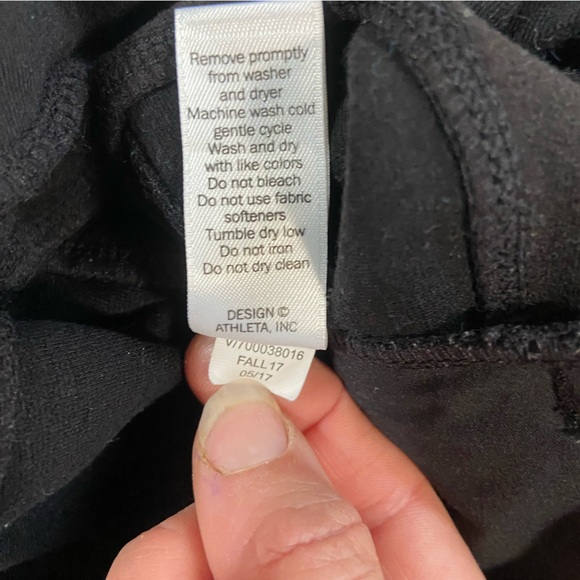 Remove promptly
from washer
and dryer
Machine wash cold
gentle cycle
Wash and dry
with like colors
Do not bleach
Do not use fabric
softeners
Tumble dry low
Do not iron
Do not dry clean
DESIGN ©
ATHLETA, INC
V/700038016
FALL17
05/17